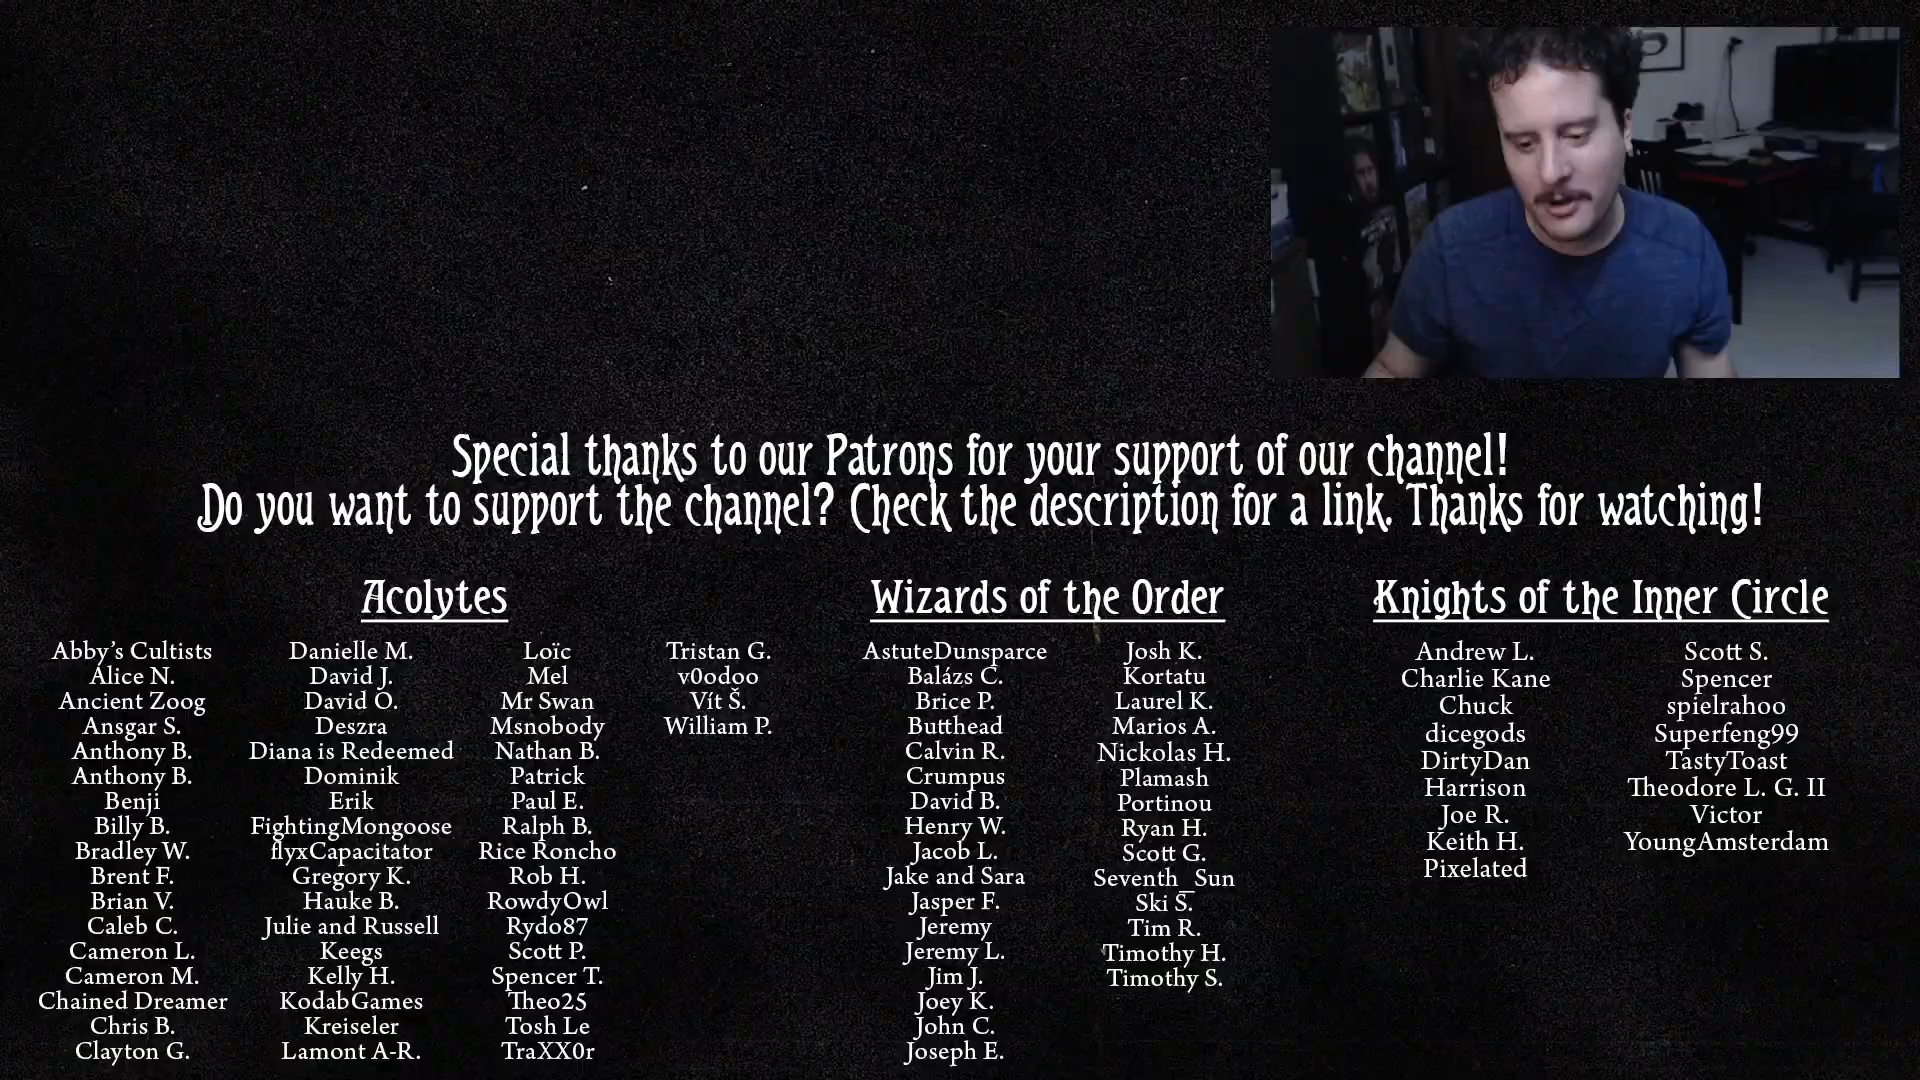 Special thanks to our Patrons for your support of our channel!
Do you want to support the channel? Check the description for a link. Thanks for watching!
Acolytes
Abby's Cultists
Alice N.
Ancient Zoog
Ansgar S.
Anthony B.
Anthony B.
Benji
Billy B.
Bradley W.
Brent F.
Brian V.
Caleb C.
Cameron L.
Cameron M.
Chained Dreamer
Chris B.
Clayton G.
Danielle M.
David J.
David O.
Deszra
Diana is Redeemed
Dominik
Erik
FightingMongoose
flyxCapacitator
Gregory K.
Hauke B.
Julie and Russell
Keegs
Kelly H.
KodabGames
Kreiseler
Lamont A-R.
Loïc
Mel
Mr Swan
Msnobody
Nathan B.
Patrick
Paul E.
Ralph B.
Rice Roncho
Rob H.
RowdyOwl
Rydo87
Scott P.
Spencer T.
Theo25
Tosh Le
TraXX0r
Tristan G.
v0odoo
Vít Š.
William P.
Wizards of the Order
AstuteDunsparce
Balázs C.
Brice P.
Butthead
Calvin R.
Crumpus
David B.
Henry W.
Jacob L.
Jake and Sara
Jasper F.
Jeremy
Jeremy L.
Jim J.
Joey K.
John C.
Joseph E.
Josh K.
Kortatu
Laurel K.
Marios A.
Nickolas H.
Plamash
Portinou
Ryan H.
Scott G.
Seventh_Sun
Ski S.
Tim R.
Timothy H.
Timothy S.
Knights of the Inner Circle
Andrew L.
Charlie Kane
Chuck
dicegods
DirtyDan
Harrison
Joe R.
Keith H.
Pixelated
Scott S.
Spencer
spielrahoo
Superfeng99
TastyToast
Theodore L. G. II
Victor
YoungAmsterdam